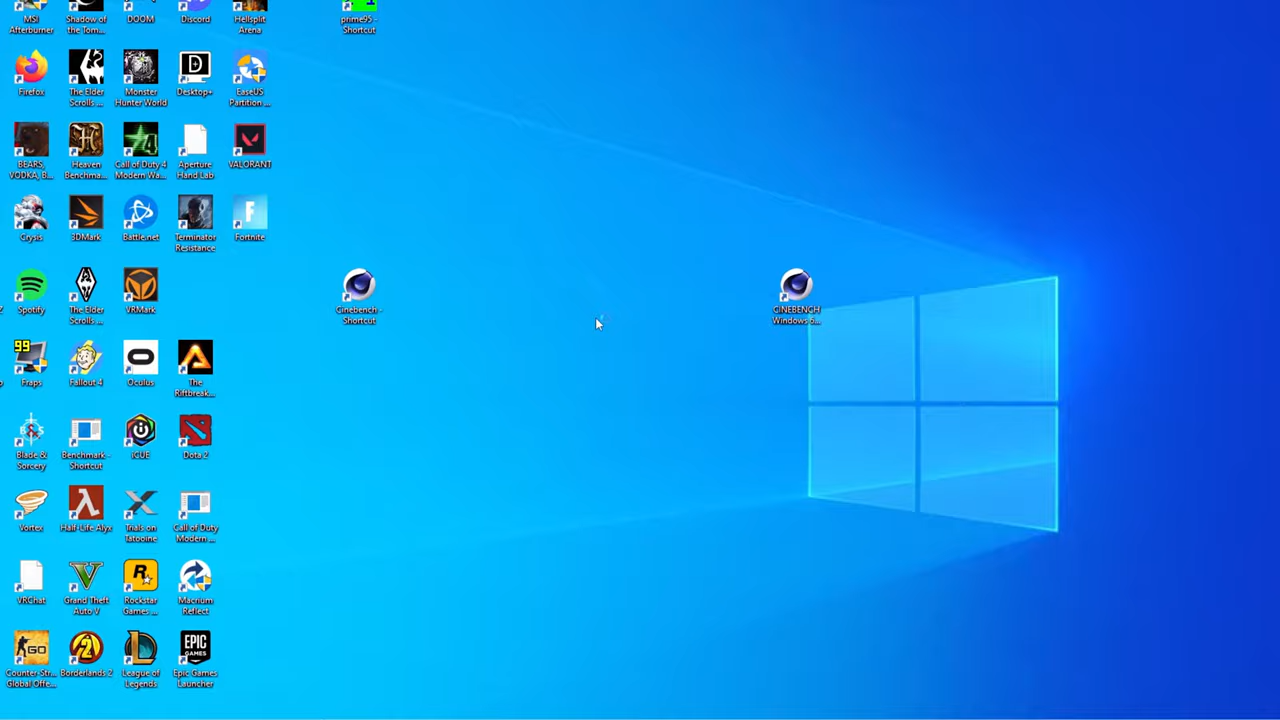 MSI
Afterburner
Shadow of
the Tom...
DOOM
Discord
Hellsplit
Arena
prime95 -
Shortcut
Firefox
The Elder
Scrolls ...
Monster
Hunter World
Desktop+
EaseUS
Partition ...
BEARS,
VODKA, B...
Heaven
Benchma...
Call of Duty 4
Modern Wa...
Aperture
Hand Lab
VALORANT
Crysis
3DMark
Battle.net
Terminator
Resistance
Fortnite
Spotify
The Elder
Scrolls ...
VRMark
Cinebench -
Shortcut
CINEBENCH
Windows 6...
99
Fraps
Fallout 4
Oculus
The
Riftbreak...
Blade &
Sorcery
Benchmark -
Shortcut
iCUE
Dota 2
Vortex
Half-Life Alyx
Trials on
Tatooine
Call of Duty
Modern ...
VRChat
Grand Theft
Auto V
Rockstar
Games ...
Macrium
Reflect
GO
EPIC
GAMES
Counter-Str...
Global Offe...
Borderlands 2
League of
Legends
Epic Games
Launcher